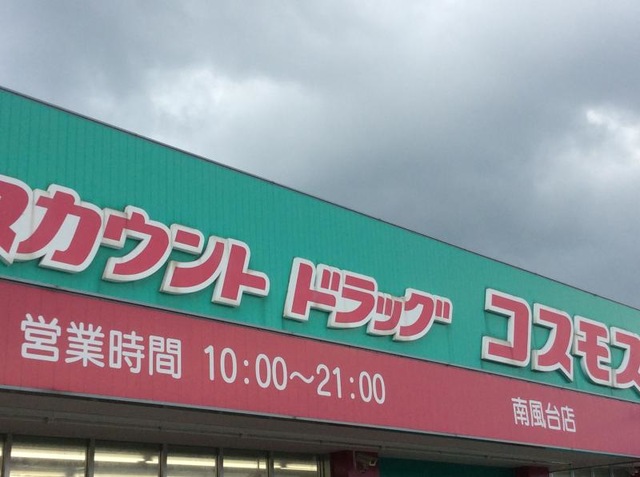 スカウント ドラッグ コスモス
営業時間 10:00～21:00
南風台店